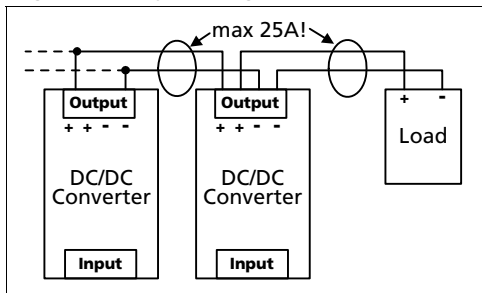 max 25A!
Output
Output
+ + - -
+ + - -
+ -
Load
DC/DC
Converter
DC/DC
Converter
Input
Input